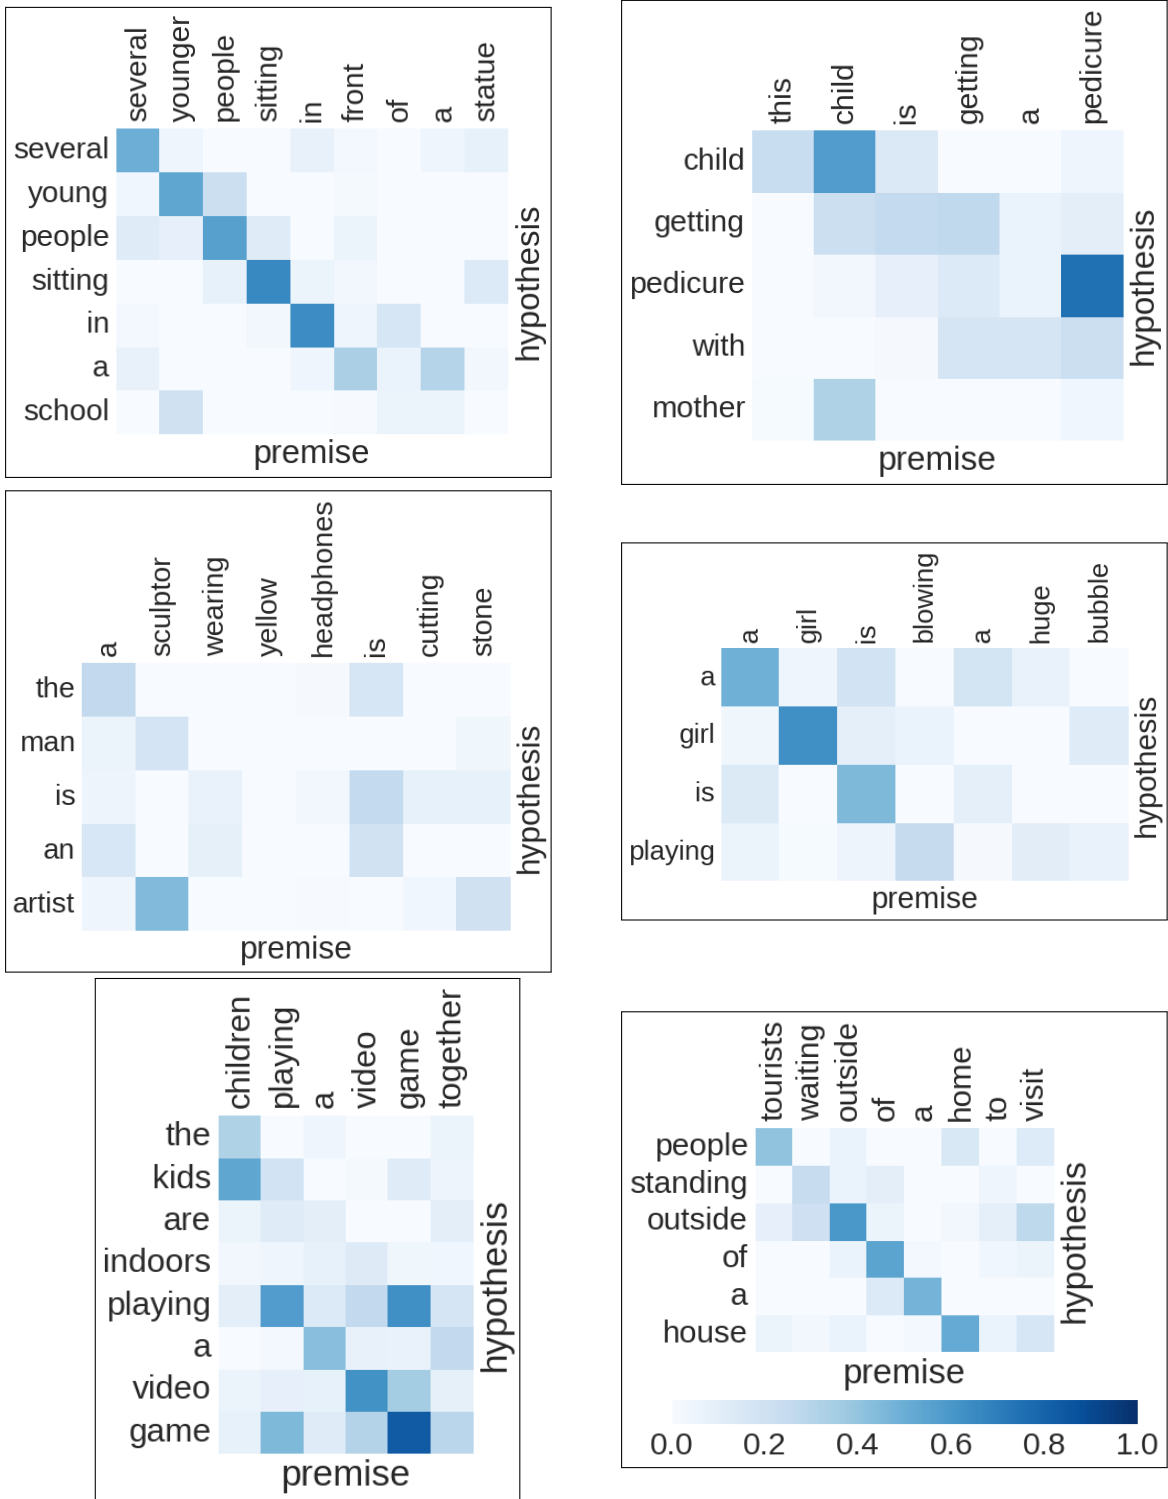 several younger people sitting in front of a statue
several
young
people
sitting
in
a
school
hypothesis
premise
this child is getting a pedicure
child
getting
pedicure
with
mother
hypothesis
premise
a sculptor wearing yellow headphones is cutting stone
the
man
is
an
artist
hypothesis
premise
a girl is blowing a huge bubble
a
girl
is
playing
hypothesis
premise
children playing a video game together
the
kids
are
indoors
playing
a
video
game
hypothesis
premise
tourists waiting outside of a home to visit
people
standing
outside
of
a
house
hypothesis
premise
0.0 0.2 0.4 0.6 0.8 1.0